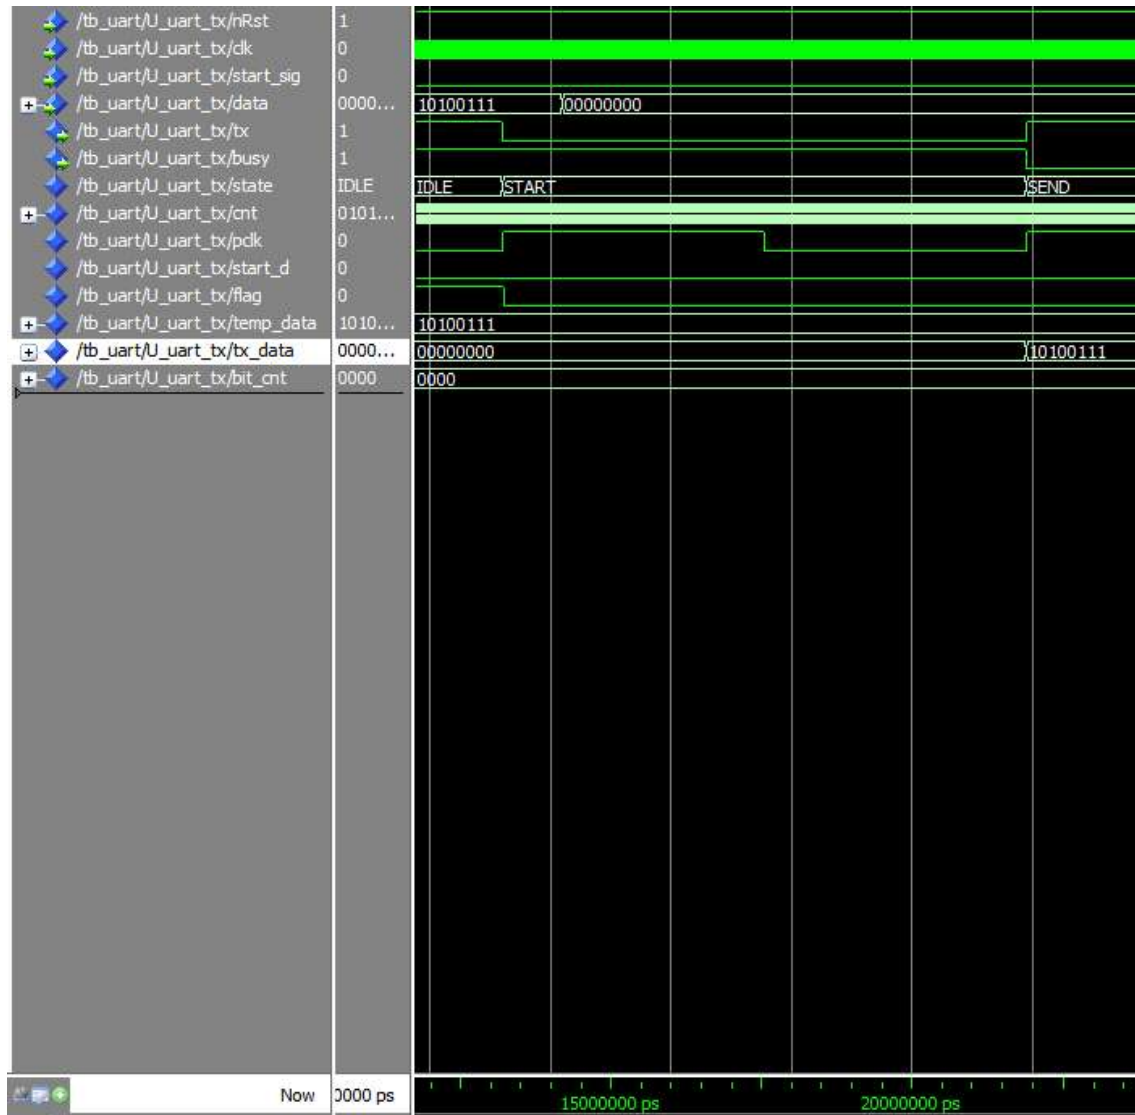 /tb_uart/U_uart_tx/nRst 1
/tb_uart/U_uart_tx/clk 0
/tb_uart/U_uart_tx/start_sig 0
/tb_uart/U_uart_tx/data 0000... 10100111 00000000
/tb_uart/U_uart_tx/tx 1
/tb_uart/U_uart_tx/busy 1
/tb_uart/U_uart_tx/state IDLE IDLE START SEND
/tb_uart/U_uart_tx/cnt 0101...
/tb_uart/U_uart_tx/pclk 0
/tb_uart/U_uart_tx/start_d 0
/tb_uart/U_uart_tx/flag 0
/tb_uart/U_uart_tx/temp_data 1010... 10100111
/tb_uart/U_uart_tx/tx_data 0000... 00000000 10100111
/tb_uart/U_uart_tx/bit_cnt 0000 0000
Now 0000 ps 15000000 ps 20000000 ps